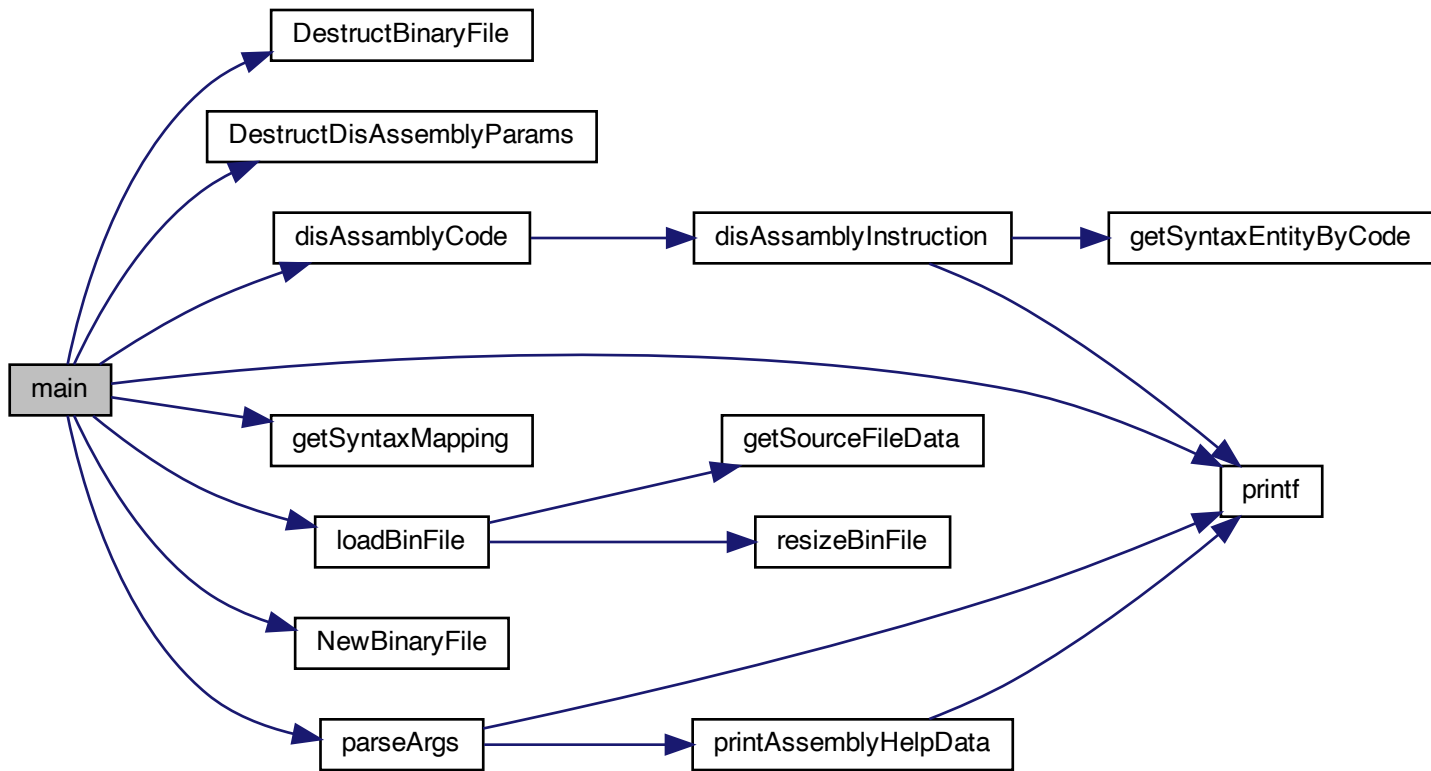 DestructBinaryFile
DestructDisAssemblyParams
disAssamblyCode
disAssamblyInstruction
getSyntaxEntityByCode
main
getSyntaxMapping
getSourceFileData
printf
loadBinFile
resizeBinFile
NewBinaryFile
parseArgs
printAssemblyHelpData